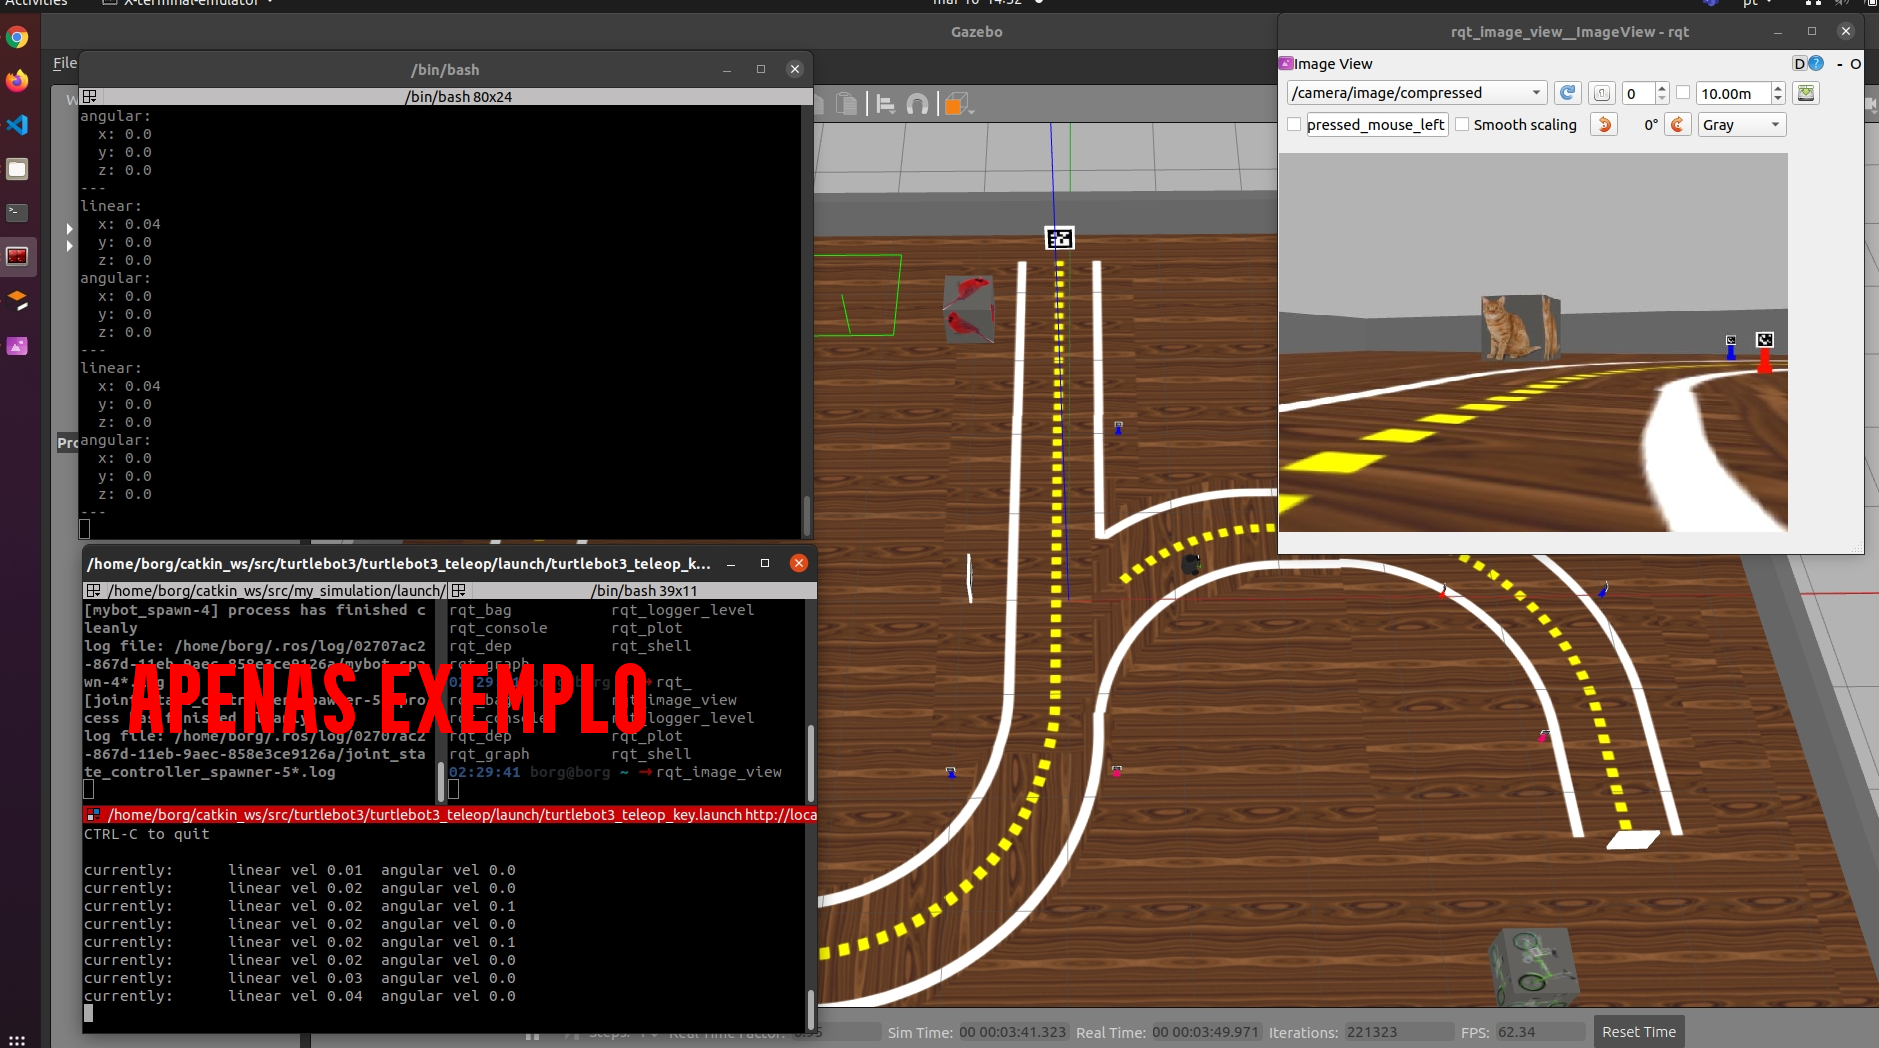 Activities
X-terminal-emulator
mar 16 14:32
pt
Gazebo
File
/bin/bash
/bin/bash 80x24
angular:
x: 0.0
y: 0.0
z: 0.0
---
linear:
x: 0.04
y: 0.0
z: 0.0
angular:
x: 0.0
y: 0.0
z: 0.0
---
linear:
x: 0.04
y: 0.0
z: 0.0
angular:
x: 0.0
y: 0.0
z: 0.0
---
rqt_image_view__ImageView - rqt
Image View
D
- O
/camera/image/compressed
0
10.00m
pressed_mouse_left
Smooth scaling
0°
Gray
/home/borg/catkin_ws/src/turtlebot3/turtlebot3_teleop/launch/turtlebot3_teleop_k...
/home/borg/catkin_ws/src/my_simulation/launch/
[mybot_spawn-4] process has finished c
leanly
log file: /home/borg/.ros/log/02707ac2
-867d-11eb-9aec-858e3ce9126a/mybot_spa
wn-4*.log
cess has finished cleanly
log file: /home/borg/.ros/log/02707ac2
-867d-11eb-9aec-858e3ce9126a/joint_sta
te_controller_spawner-5*.log
/bin/bash 39x11
rqt_bag rqt_logger_level
rqt_console rqt_plot
rqt_dep rqt_shell
rqt_graph
rqt_
rqt_bag rqt_image_view
rqt_console rqt_logger_level
rqt_dep rqt_plot
rqt_graph rqt_shell
02:29:41 borg@borg ~ →rqt_image_view
APENAS EXEMPLO
/home/borg/catkin_ws/src/turtlebot3/turtlebot3_teleop/launch/turtlebot3_teleop_key.launch http://loca
CTRL-C to quit
currently: linear vel 0.01 angular vel 0.0
currently: linear vel 0.02 angular vel 0.0
currently: linear vel 0.02 angular vel 0.1
currently: linear vel 0.02 angular vel 0.0
currently: linear vel 0.02 angular vel 0.1
currently: linear vel 0.02 angular vel 0.0
currently: linear vel 0.03 angular vel 0.0
currently: linear vel 0.04 angular vel 0.0
Real Time Factor:
Sim Time: 00 00:03:41.323 Real Time: 00 00:03:49.971 Iterations: 221323 FPS: 62.34 Reset Time